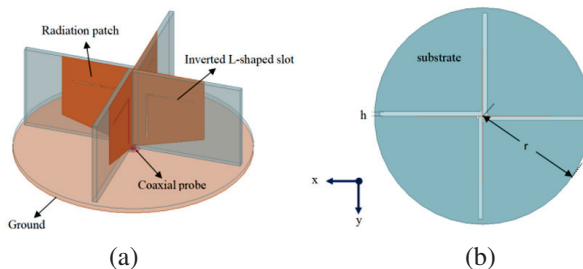 Radiation patch
Inverted L-shaped slot
Coaxial probe
Ground
(a)
substrate
h
r
x
y
(b)